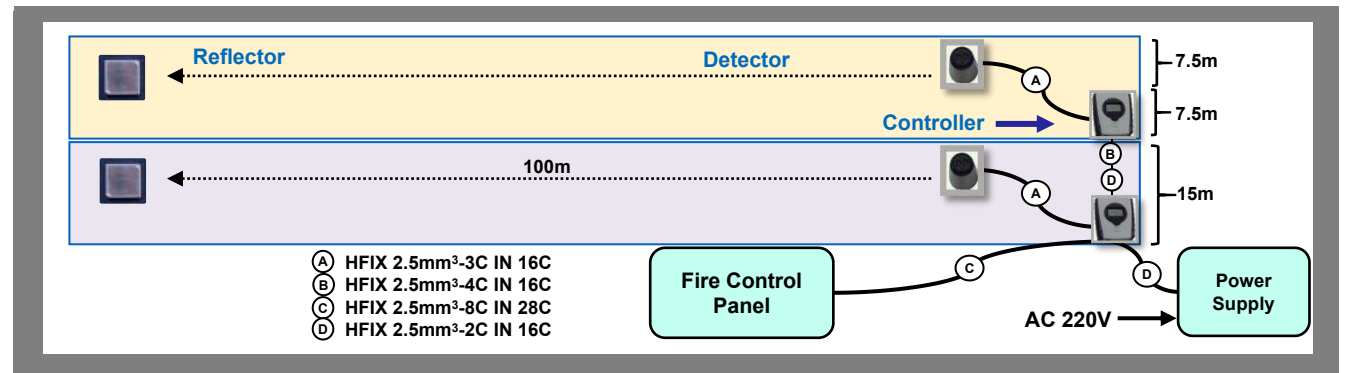 Reflector
Detector
A
7.5m
Controller
7.5m
B
100m
D
A
15m
A HFIX 2.5mm³-3C IN 16C
B HFIX 2.5mm³-4C IN 16C
C HFIX 2.5mm³-8C IN 28C
D HFIX 2.5mm³-2C IN 16C
Fire Control
Panel
C
D
Power
Supply
AC 220V